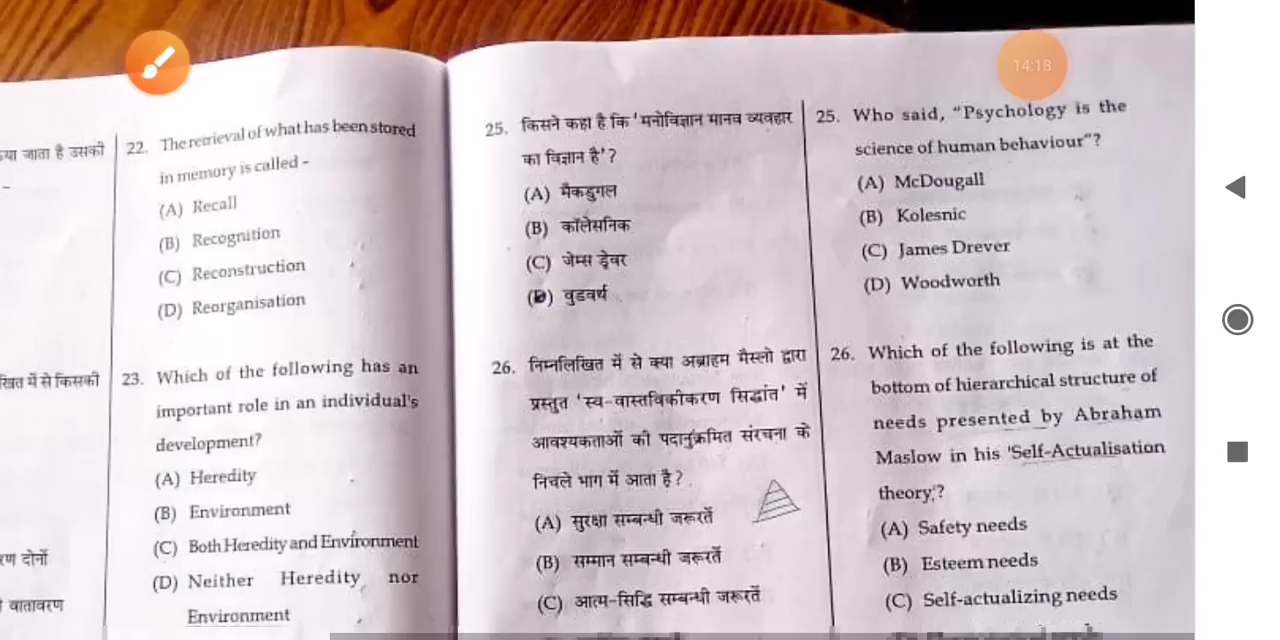 14:18
क्या जाता है उसको
–
खित में से किसकी
रण दोनों
वातावरण
22. The retrieval of what has been stored
in memory is called -
(A) Recall
(B) Recognition
(C) Reconstruction
(D) Reorganisation
23. Which of the following has an
important role in an individual's
development?
(A) Heredity
(B) Environment
(C) Both Heredity and Environment
(D) Neither Heredity nor
Environment
25. किसने कहा है कि 'मनोविज्ञान मानव व्यवहार
का विज्ञान है'?
(A) मैकडुगल
(B) कॉलेसनिक
(C) जेम्स ड्रेवर
(D) वुडवर्थ
26. निम्नलिखित में से क्या अब्राहम मैस्लो द्वारा
प्रस्तुत 'स्व-वास्तविकीकरण सिद्धांत' में
आवश्यकताओं की पदानुक्रमित संरचना के
निचले भाग में आता है?
(A) सुरक्षा सम्बन्धी जरूरतें
(B) सम्मान सम्बन्धी जरूरतें
(C) आत्म-सिद्धि सम्बन्धी जरूरतें
25. Who said, "Psychology is the
science of human behaviour"?
(A) McDougall
(B) Kolesnic
(C) James Drever
(D) Woodworth
26. Which of the following is at the
bottom of hierarchical structure of
needs presented by Abraham
Maslow in his 'Self-Actualisation
theory'?
(A) Safety needs
(B) Esteem needs
(C) Self-actualizing needs